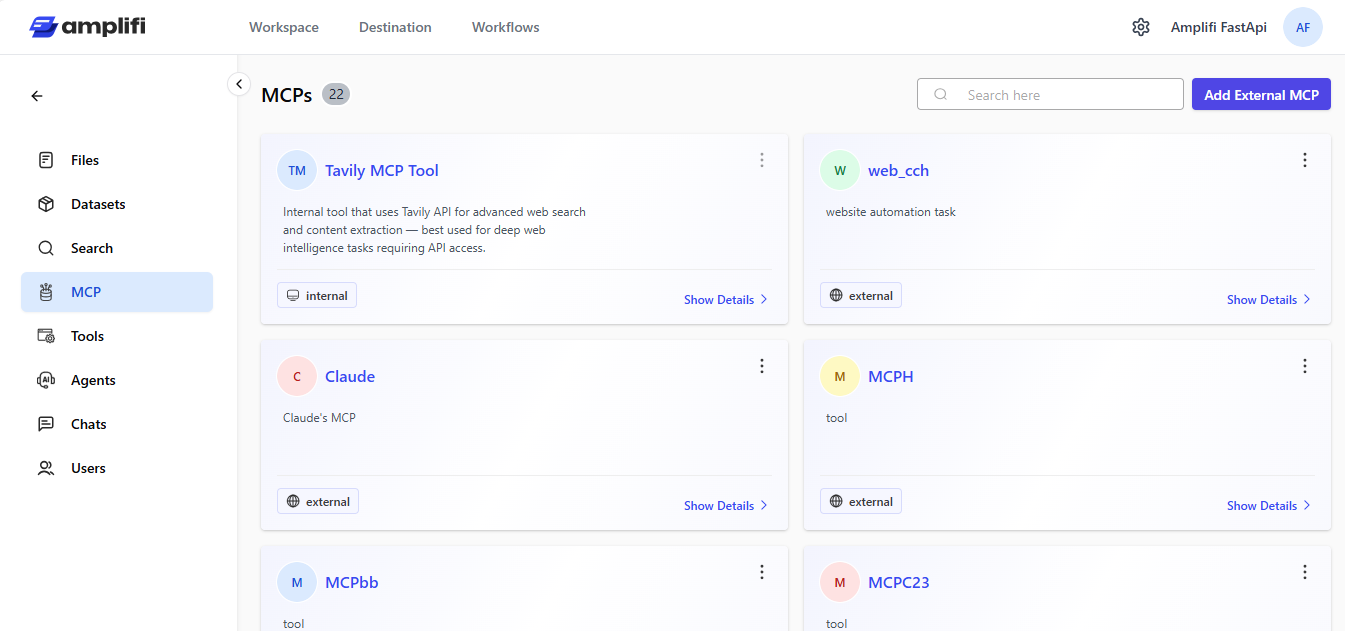 amplifi
Workspace
Destination
Workflows
Amplifi FastApi
AF
Files
Datasets
Search
MCP
Tools
AI
Agents
Chats
Users
MCPs 22
Search here
Add External MCP
TM
Tavily MCP Tool
Internal tool that uses Tavily API for advanced web search
and content extraction — best used for deep web
intelligence tasks requiring API access.
internal
Show Details
W
web_cch
website automation task
external
Show Details
C
Claude
Claude's MCP
external
Show Details
M
MCPH
tool
external
Show Details
M
MCPbb
tool
M
MCPC23
tool